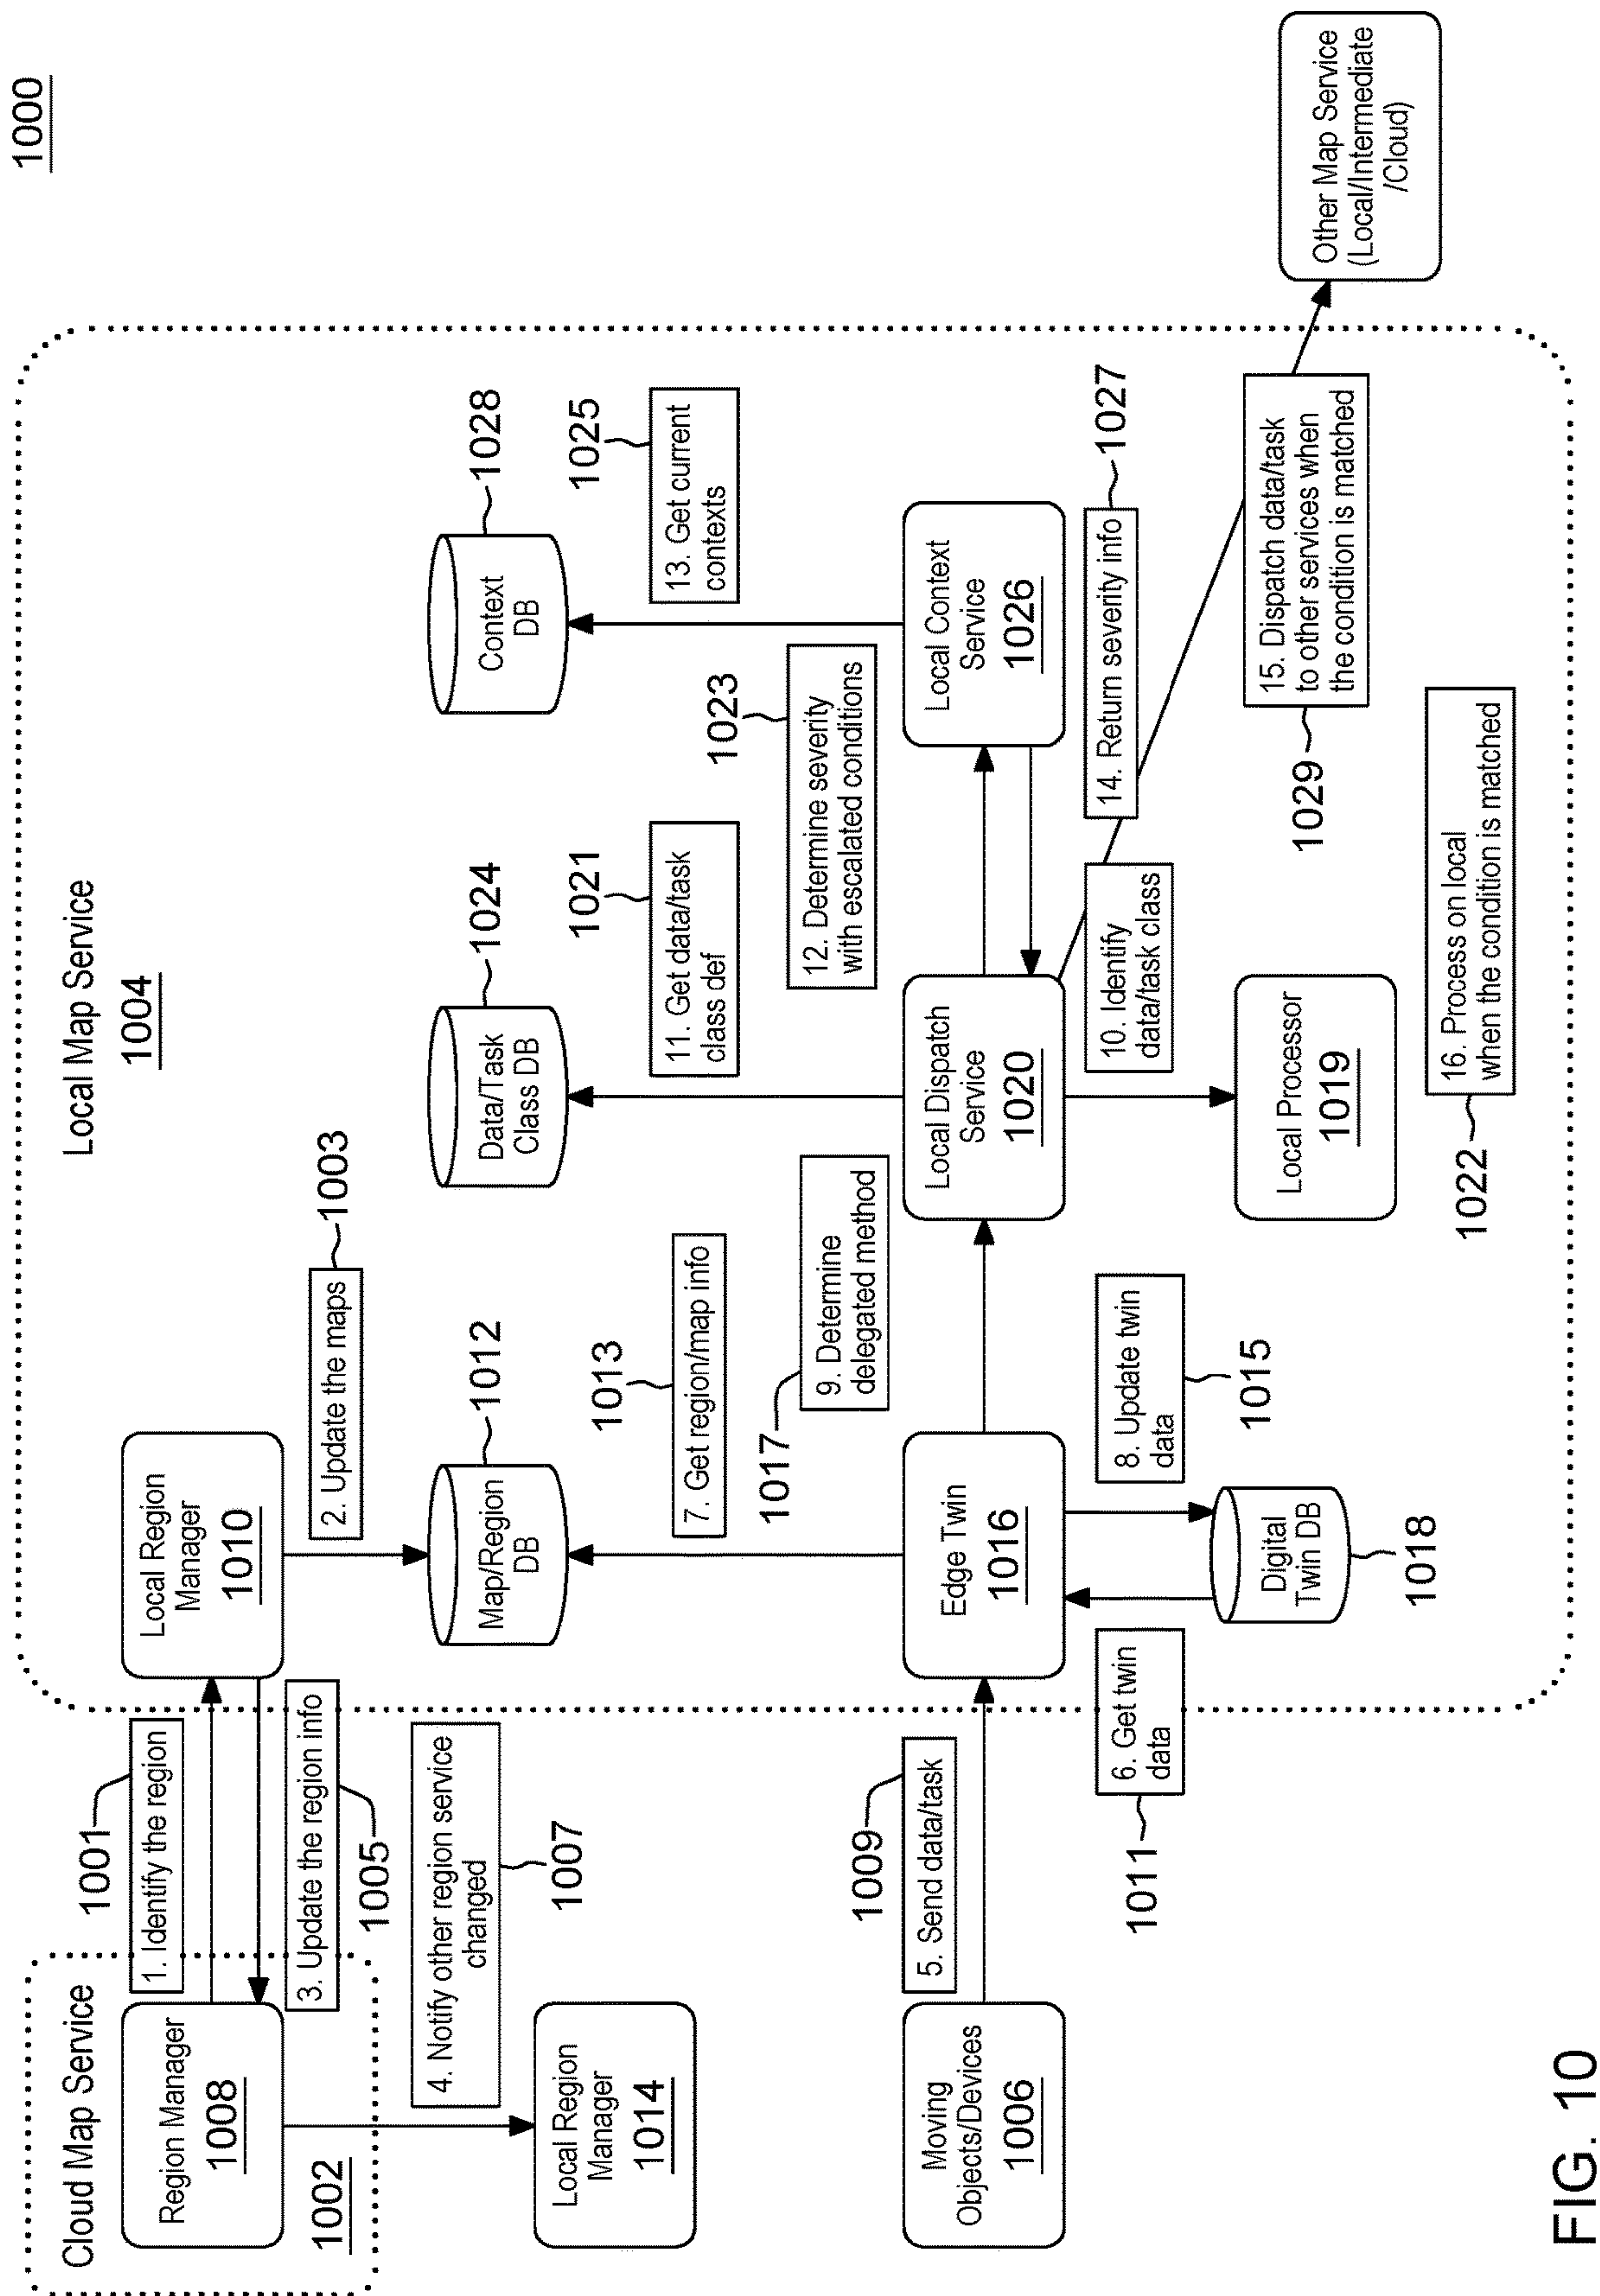 1000
Cloud Map Service
Region Manager
1008
1002
1001
1. Identify the region
3. Update the region info
1005
4. Notify other region service
changed
1007
Local Region
Manager
1014
Local Map Service
1004
Local Region
Manager
1010
2. Update the maps
1003
Map/Region
DB
1012
1013
7. Get region/map info
Data/Task
Class DB
1024
1021
11. Get data/task
class def
Context
DB
1028
1025
13. Get current
contexts
1023
12. Determine severity
with escalated conditions
1017
9. Determine
delegated method
Moving
Objects/Devices
1006
1009
5. Send data/task
Edge Twin
1016
6. Get twin
data
1011
8. Update twin
data
1015
Digital
Twin DB
1018
Local Dispatch
Service
1020
10. Identify
data/task class
Local Context
Service
1026
14. Return severity info
1027
Local Processor
1019
15. Dispatch data/task
to other services when
the condition is matched
1029
16. Process on local
when the condition is matched
1022
Other Map Service
(Local/Intermediate
/Cloud)
FIG. 10